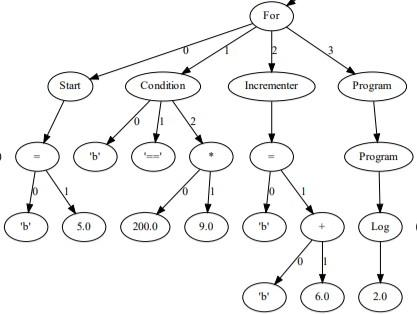 For
0 1 2 3
Start Condition Incrementer Program
0 1 2
= 'b' '==' * = Program
0 1 0 1 0 1
'b' 5.0 200.0 9.0 'b' + Log
0 1
'b' 6.0 2.0